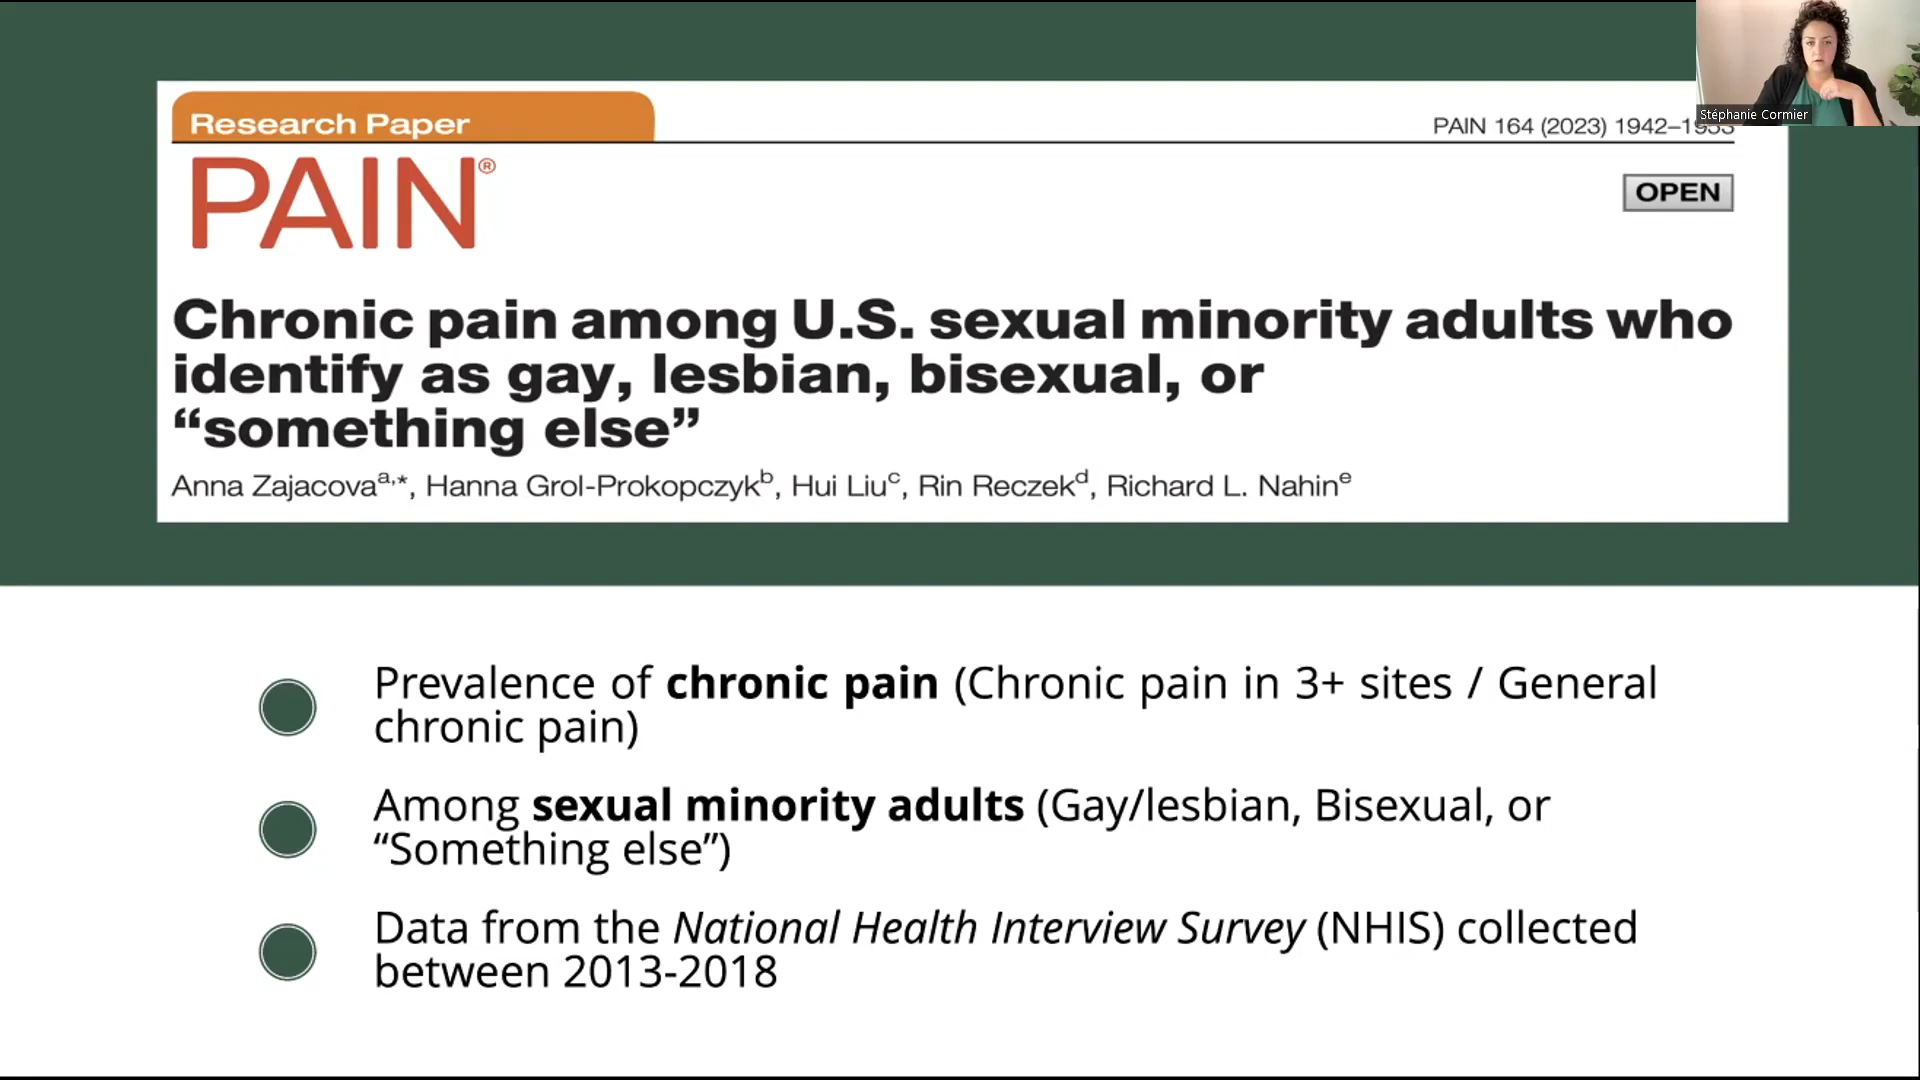 Stéphanie Cormier
Research Paper
PAIN 164 (2023) 1942–1953
PAIN®
OPEN
Chronic pain among U.S. sexual minority adults who
identify as gay, lesbian, bisexual, or
“something else”
Anna Zajacovaa,*, Hanna Grol-Prokopczykb, Hui Liuc, Rin Reczekd, Richard L. Nahine
Prevalence of chronic pain (Chronic pain in 3+ sites / General
chronic pain)
Among sexual minority adults (Gay/lesbian, Bisexual, or
“Something else”)
Data from the National Health Interview Survey (NHIS) collected
between 2013-2018